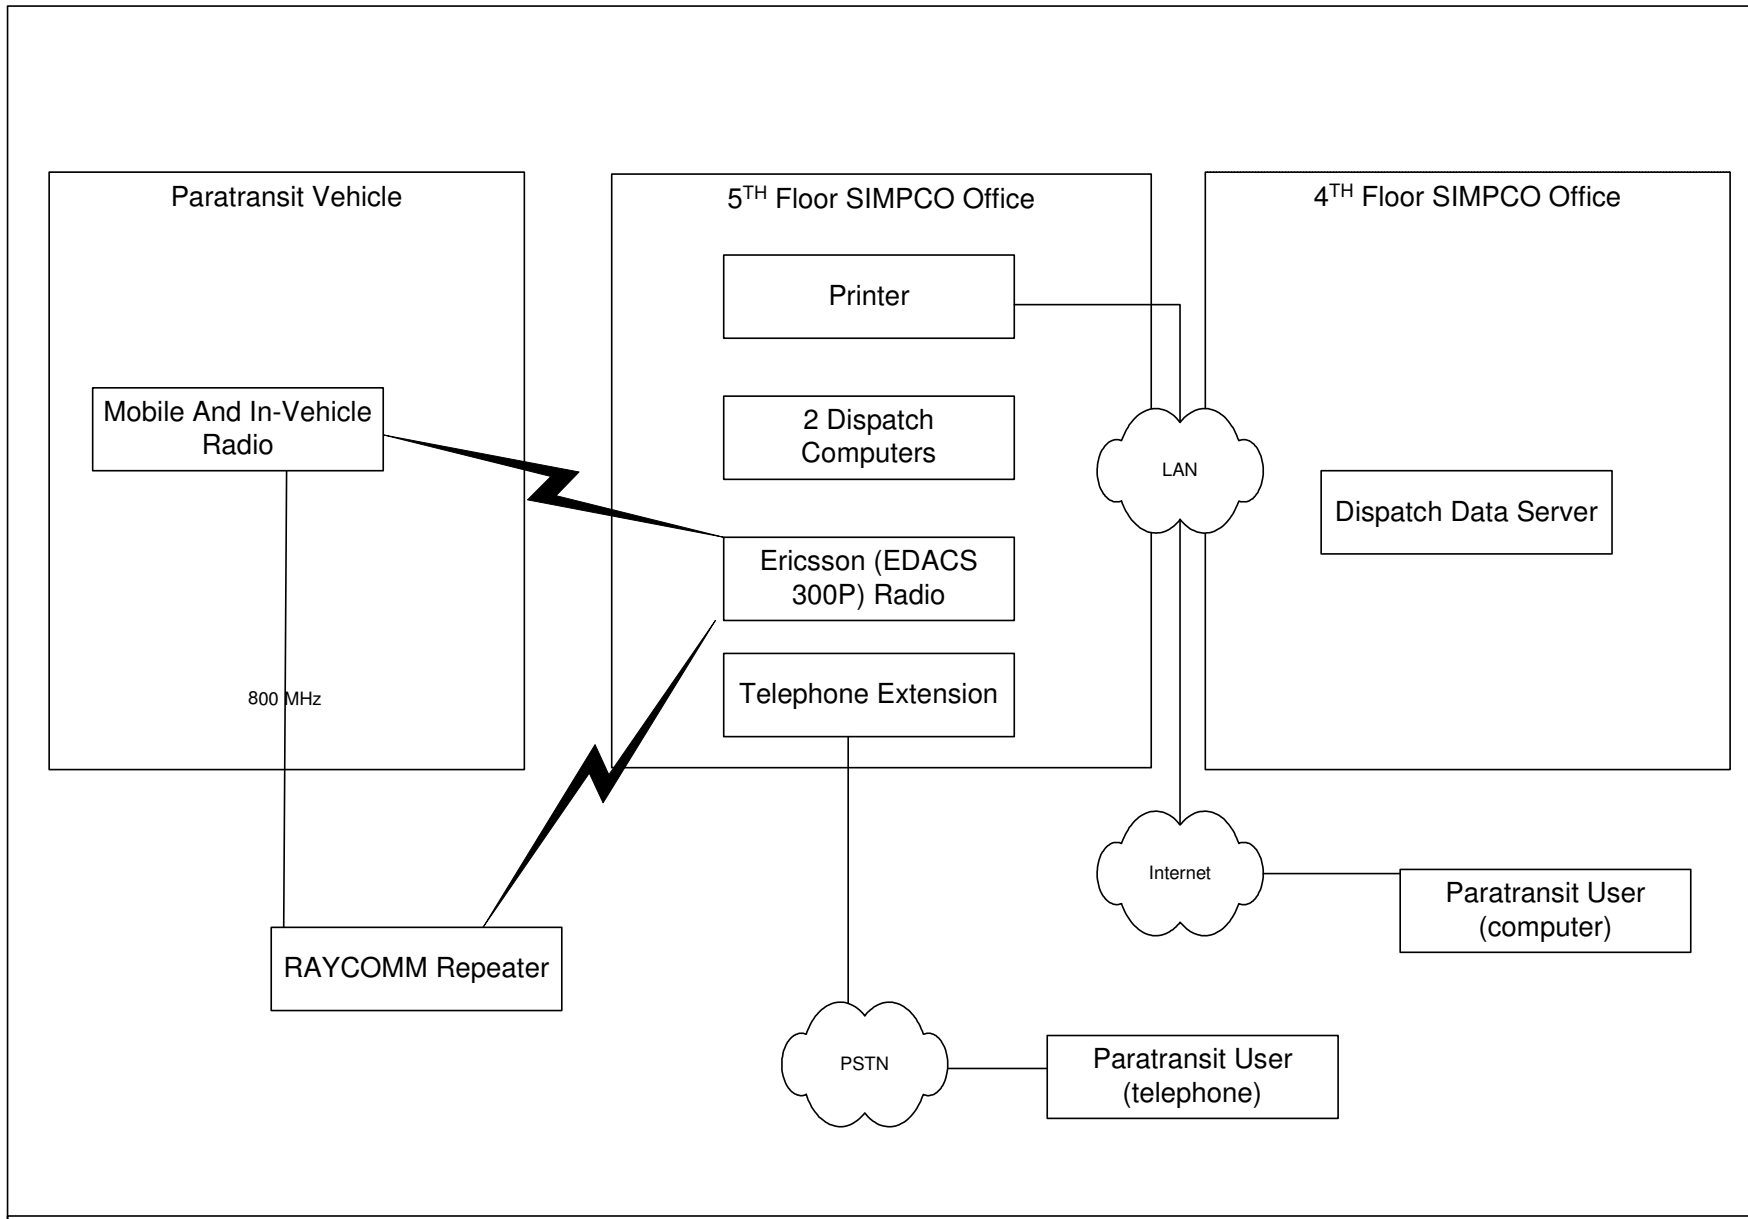 Paratransit Vehicle
5TH Floor SIMPCO Office
4TH Floor SIMPCO Office
Printer
Mobile And In-Vehicle
Radio
2 Dispatch
Computers
LAN
Dispatch Data Server
Ericsson (EDACS
300P) Radio
Telephone Extension
800 MHz
Internet
Paratransit User
(computer)
RAYCOMM Repeater
PSTN
Paratransit User
(telephone)